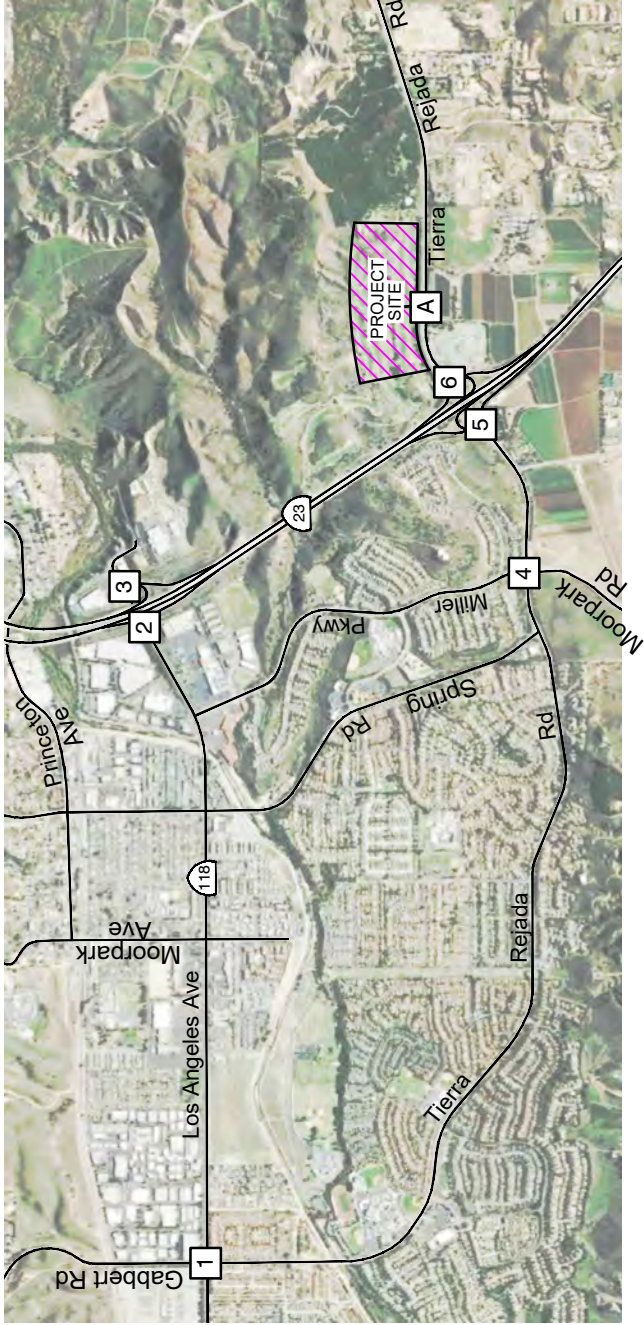 Rd
Rejada
Tierra
PROJECT
SITE
A
6
5
23
3
2
4
Moorpark
Rd
Miller
Pkwy
Spring
Rd
Princeton
Ave
118
Moorpark
Ave
Los Angeles Ave
Rd
Rejada
Tierra
1
Gabbert Rd